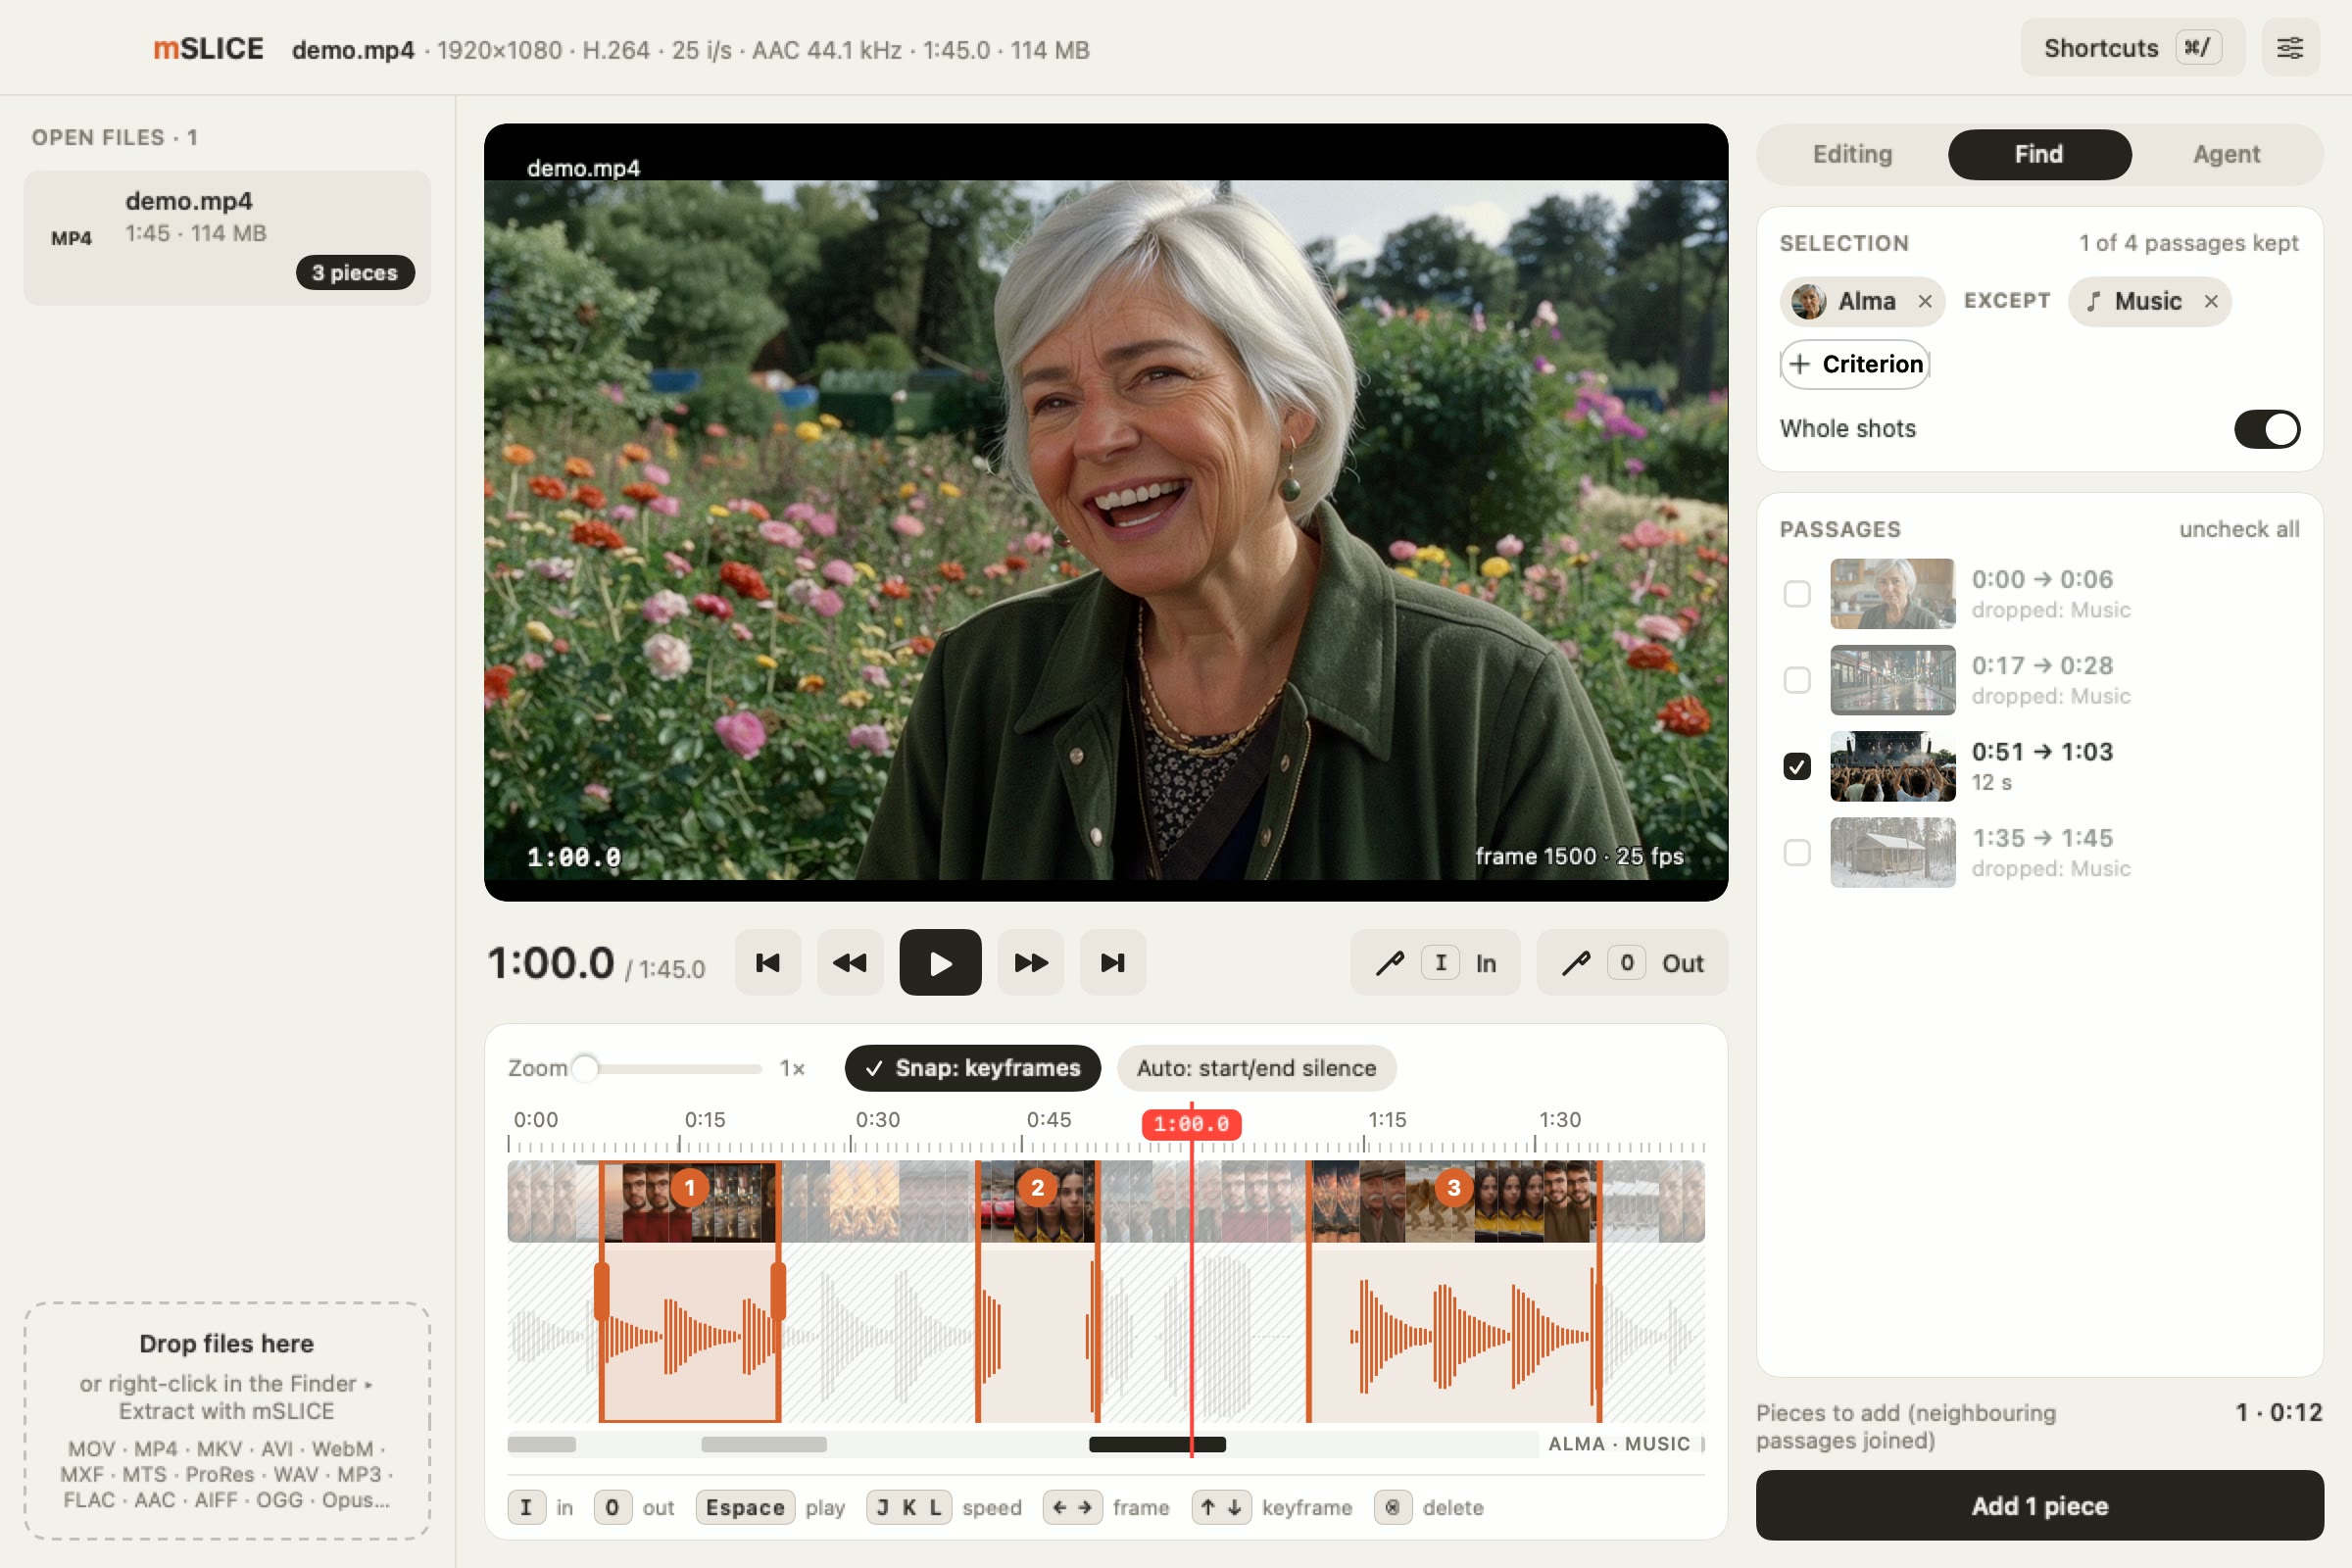 mSLICE demo.mp4 · 1920×1080 · H.264 · 25 i/s · AAC 44.1 kHz · 1:45.0 · 114 MB
Shortcuts ⌘/
OPEN FILES · 1
MP4
demo.mp4
1:45 · 114 MB
3 pieces
Drop files here
or right-click in the Finder ▸
Extract with mSLICE
MOV · MP4 · MKV · AVI · WebM ·
MXF · MTS · ProRes · WAV · MP3 ·
FLAC · AAC · AIFF · OGG · Opus…
demo.mp4
1:00.0
frame 1500 · 25 fps
1:00.0 / 1:45.0
I In
O Out
Zoom 1×
✓ Snap: keyframes
Auto: start/end silence
0:00 0:15 0:30 0:45 1:00.0 1:15 1:30
1 2 3
ALMA · MUSIC
I in O out Espace play J K L speed ← → frame ↑ ↓ keyframe ⊗ delete
Editing Find Agent
SELECTION 1 of 4 passages kept
Alma × EXCEPT Music ×
+ Criterion
Whole shots
PASSAGES uncheck all
0:00 → 0:06
dropped: Music
0:17 → 0:28
dropped: Music
0:51 → 1:03
12 s
1:35 → 1:45
dropped: Music
Pieces to add (neighbouring
passages joined)
1 · 0:12
Add 1 piece